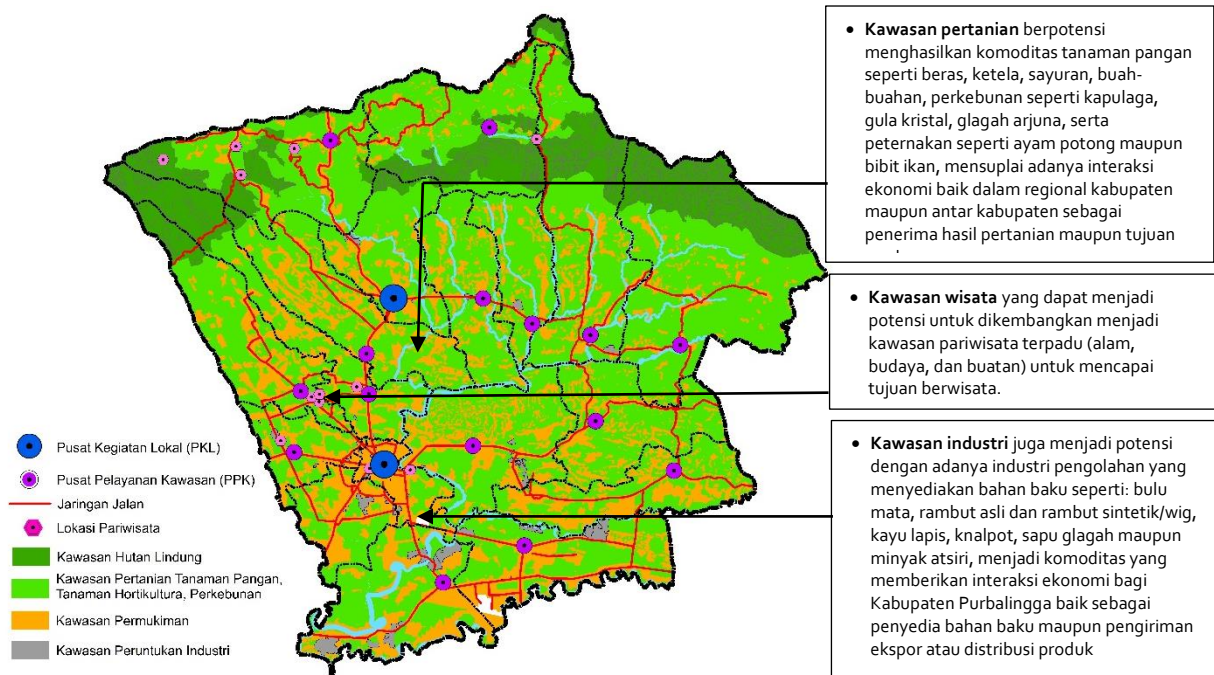 • Kawasan pertanian berpotensi
menghasilkan komoditas tanaman pangan
seperti beras, ketela, sayuran, buah-
buahan, perkebunan seperti kapulaga,
gula kristal, glagah arjuna, serta
peternakan seperti ayam potong maupun
bibit ikan, mensuplai adanya interaksi
ekonomi baik dalam regional kabupaten
maupun antar kabupaten sebagai
penerima hasil pertanian maupun tujuan
• Kawasan wisata yang dapat menjadi
potensi untuk dikembangkan menjadi
kawasan pariwisata terpadu (alam,
budaya, dan buatan) untuk mencapai
tujuan berwisata.
• Kawasan industri juga menjadi potensi
dengan adanya industri pengolahan yang
menyediakan bahan baku seperti: bulu
mata, rambut asli dan rambut sintetik/wig,
kayu lapis, knalpot, sapu glagah maupun
minyak atsiri, menjadi komoditas yang
memberikan interaksi ekonomi bagi
Kabupaten Purbalingga baik sebagai
penyedia bahan baku maupun pengiriman
ekspor atau distribusi produk
Pusat Kegiatan Lokal (PKL)
Pusat Pelayanan Kawasan (PPK)
Jaringan Jalan
Lokasi Pariwisata
Kawasan Hutan Lindung
Kawasan Pertanian Tanaman Pangan,
Tanaman Hortikultura, Perkebunan
Kawasan Permukiman
Kawasan Peruntukan Industri